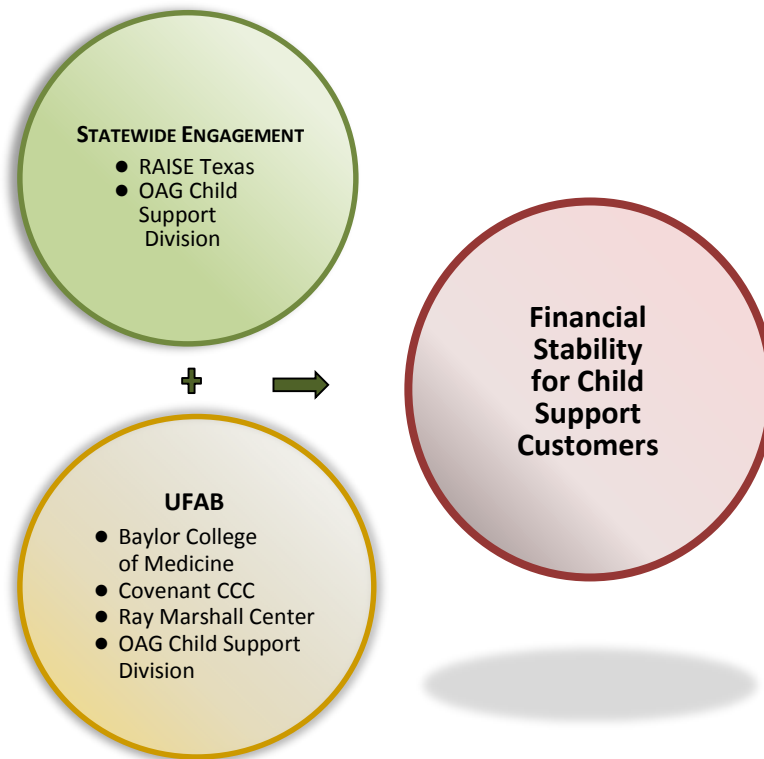 STATEWIDE ENGAGEMENT
● RAISE Texas
● OAG Child
Support
Division
+
UFAB
● Baylor College
of Medicine
● Covenant CCC
● Ray Marshall Center
● OAG Child Support
Division
Financial
Stability
for Child
Support
Customers